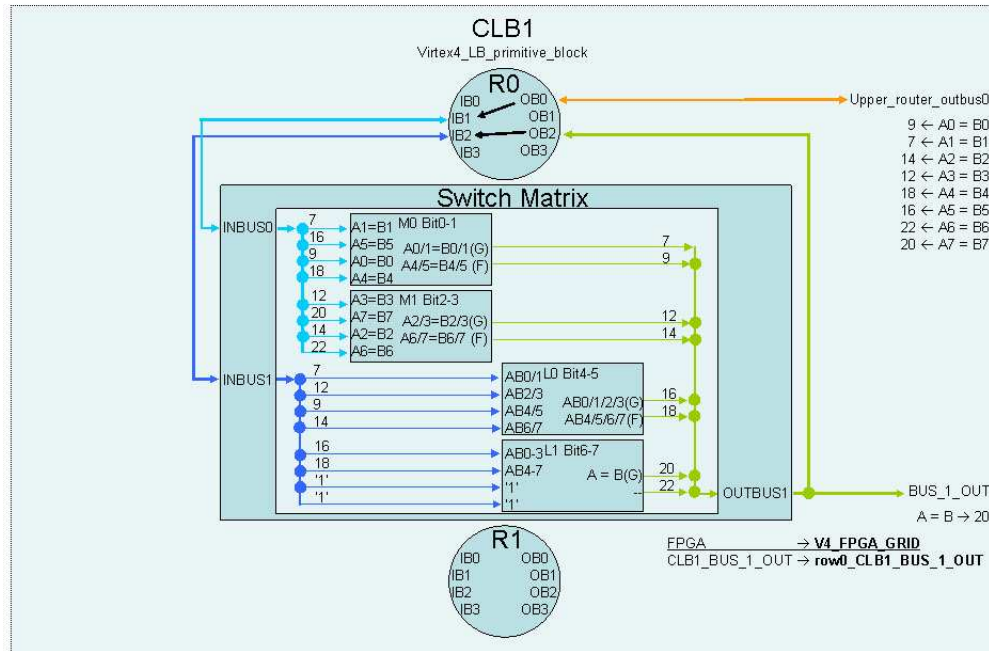 CLB1
Virtex4_LB_primitive_block
R0
IB0 OB0
IB1 OB1
IB2 OB2
IB3 OB3
Upper_router_outbus0
9 ← A0 = B0
7 ← A1 = B1
14 ← A2 = B2
12 ← A3 = B3
18 ← A4 = B4
16 ← A5 = B5
22 ← A6 = B6
20 ← A7 = B7
Switch Matrix
INBUS0
7 A1=B1 M0 Bit0-1
16 A5=B5 A0/1=B0/1(G) 7
9 A0=B0 A4/5=B4/5 (F) 9
18 A4=B4
12 A3=B3 M1 Bit2-3
20 A7=B7 A2/3=B2/3(G) 12
14 A2=B2 A6/7=B6/7 (F) 14
22 A6=B6
INBUS1
7 AB0/1 L0 Bit4-5
12 AB2/3 AB0/1/2/3(G) 16
9 AB4/5 AB4/5/6/7(F) 18
14 AB6/7
16 AB0-3 L1 Bit6-7
18 AB4-7 A = B(G) 20
'1' '1' -- 22
'1' '1'
OUTBUS1
BUS_1_OUT
A = B → 20
FPGA → V4_FPGA_GRID
CLB1_BUS_1_OUT → row0_CLB1_BUS_1_OUT
R1
IB0 OB0
IB1 OB1
IB2 OB2
IB3 OB3